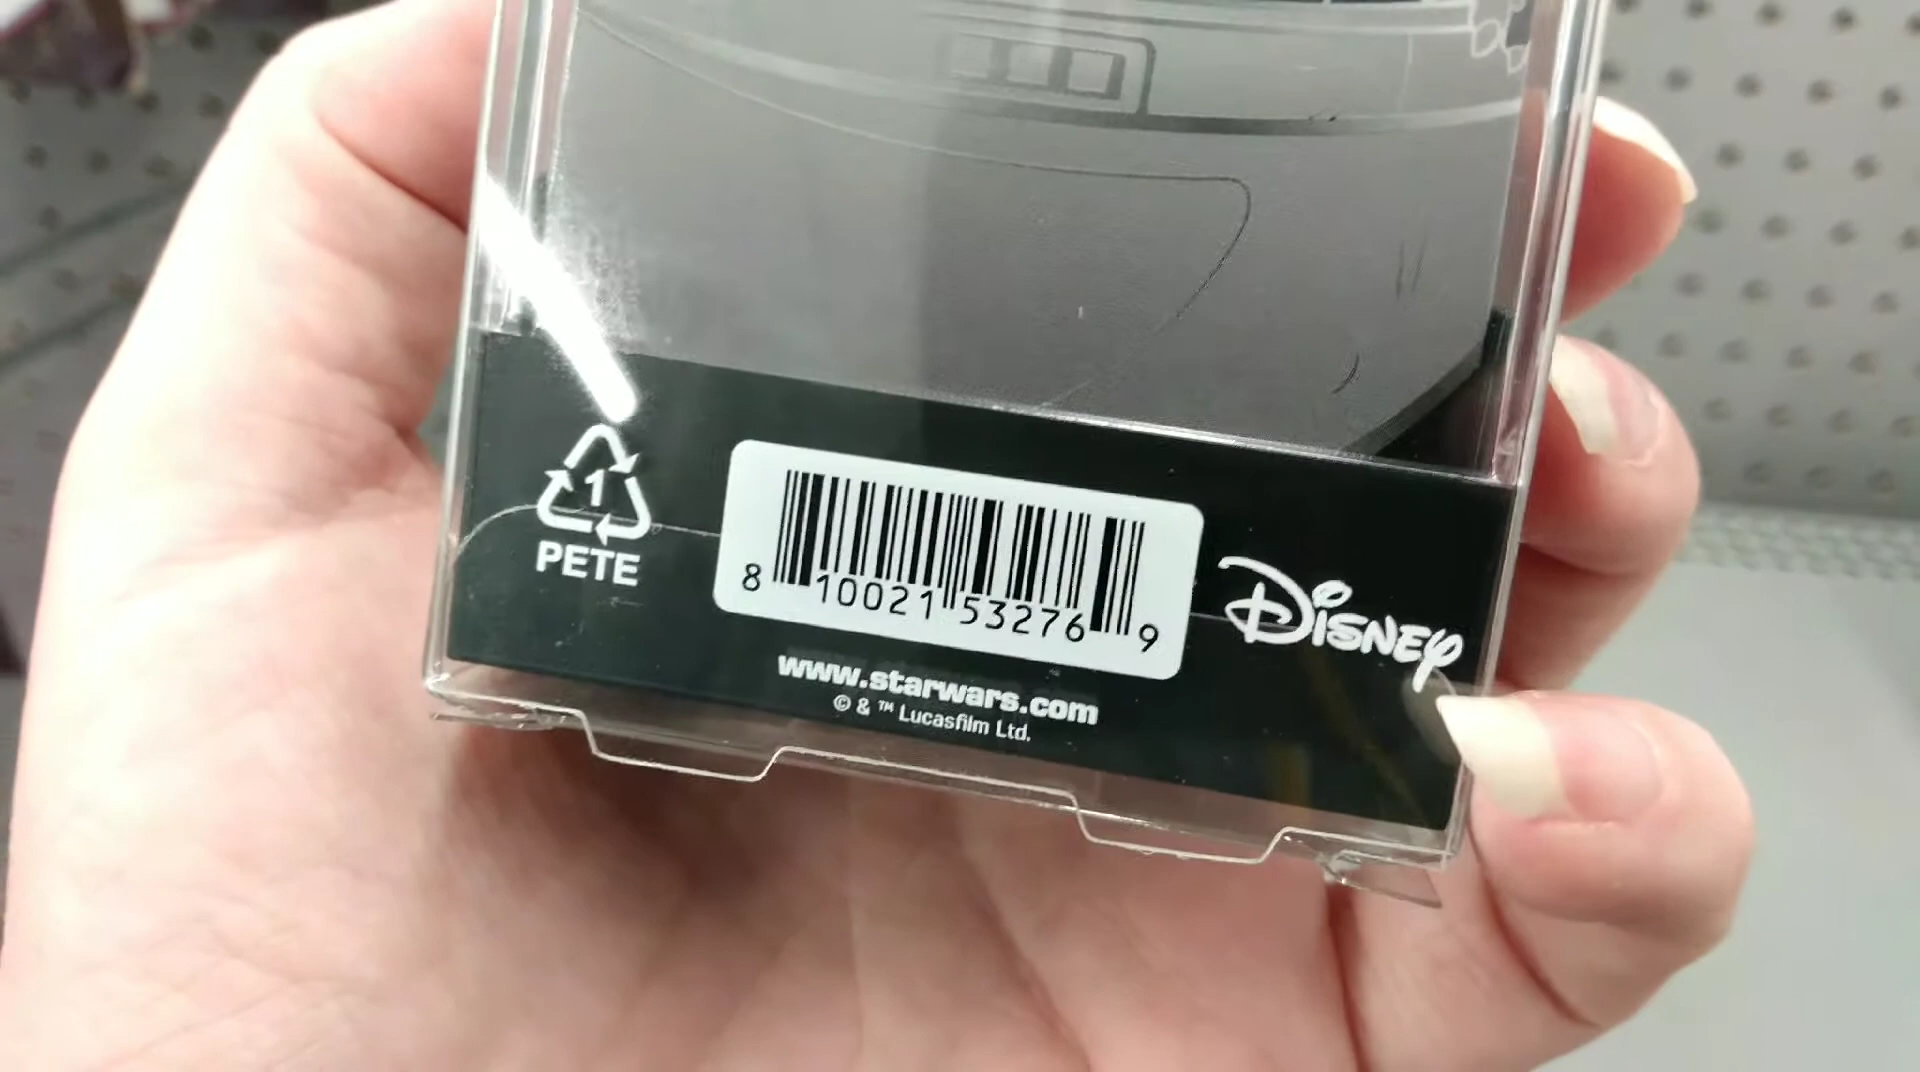 1
PETE
8 10021 53276 9
Disney
www.starwars.com
© & ™ Lucasfilm Ltd.